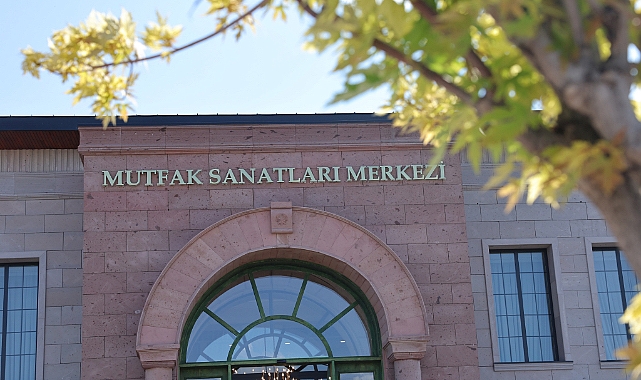 MUTFAK SANATLARI MERKEZİ